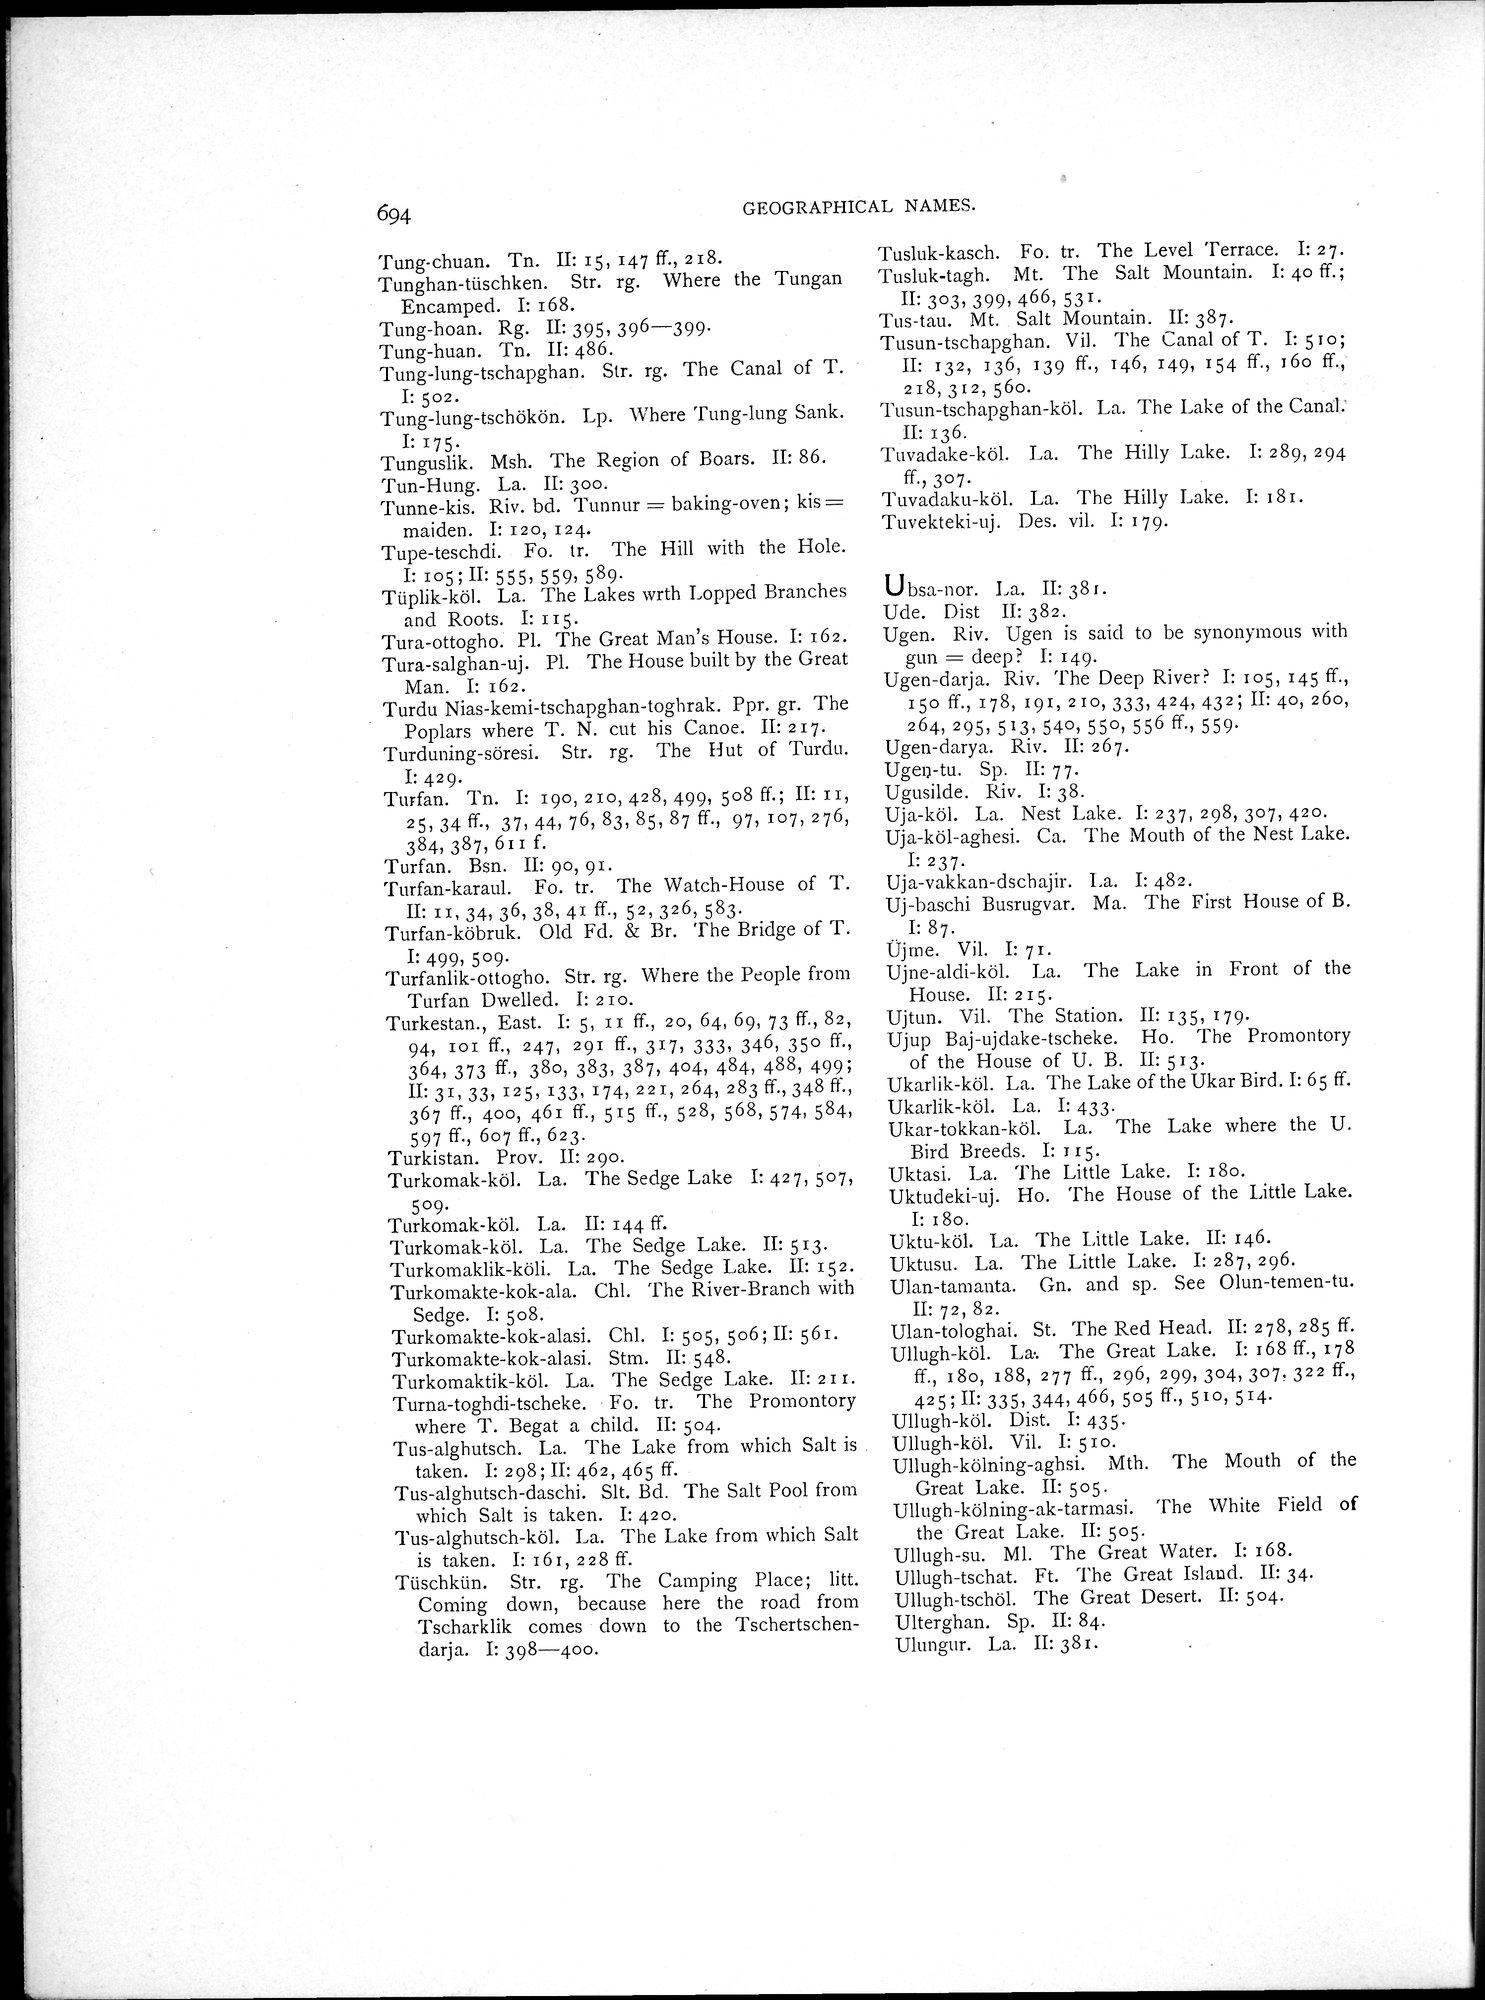 694
GEOGRAPHICAL NAMES.
Tung-chuan. Tn. II: 15, 147 ff., 218.
Tunghan-tüschken. Str. rg. Where the Tungan
Encamped. I: 168.
Tung-hoan. Rg. II: 395, 396—399.
Tung-huan. Tn. II: 486.
Tung-lung-tschapghan. Str. rg. The Canal of T.
I: 502.
Tung-lung-tschökön. Lp. Where Tung-lung Sank.
I: 175.
Tunguslik. Msh. The Region of Boars. II: 86.
Tun-Hung. La. II: 300.
Tunne-kis. Riv. bd. Tunnur = baking-oven; kis =
maiden. I: 120, 124.
Tupe-teschdi. Fo. tr. The Hill with the Hole.
I: 105; II: 555, 559, 589.
Tüplik-köl. La. The Lakes wrth Lopped Branches
and Roots. I: 115.
Tura-ottogho. Pl. The Great Man's House. I: 162.
Tura-salghan-uj. Pl. The House built by the Great
Man. I: 162.
Turdu Nias-kemi-tschapghan-toghrak. Ppr. gr. The
Poplars where T. N. cut his Canoe. II: 217.
Turduning-söresi. Str. rg. The Hut of Turdu.
I: 429.
Turfan. Tn. I: 190, 210, 428, 499, 508 ff.; II: 11,
25, 34 ff., 37, 44, 76, 83, 85, 87 ff., 97, 107, 276,
384, 387, 611 f.
Turfan. Bsn. II: 90, 91.
Turfan-karaul. Fo. tr. The Watch-House of T.
II: 11, 34, 36, 38, 41 ff., 52, 326, 583.
Turfan-köbruk. Old Fd. & Br. The Bridge of T.
I: 499, 509.
Turfanlik-ottogho. Str. rg. Where the People from
Turfan Dwelled. I: 210.
Turkestan., East. I: 5, 11 ff., 20, 64, 69, 73 ff., 82,
94, 101 ff., 247, 291 ff., 317, 333, 346, 350 ff.,
364, 373 ff., 380, 383, 387, 404, 484, 488, 499;
II: 31, 33, 125, 133, 174, 221, 264, 283 ff., 348 ff.,
367 ff., 400, 461 ff., 515 ff., 528, 568, 574, 584,
597 ff., 607 ff., 623.
Turkistan. Prov. II: 290.
Turkomak-köl. La. The Sedge Lake I: 427, 507,
509.
Turkomak-köl. La. II: 144 ff.
Turkomak-köl. La. The Sedge Lake. II: 513.
Turkomaklik-köli. La. The Sedge Lake. II: 152.
Turkomakte-kok-ala. Chl. The River-Branch with
Sedge. I: 508.
Turkomakte-kok-alasi. Chl. I: 505, 506; II: 561.
Turkomakte-kok-alasi. Stm. II: 548.
Turkomaktik-köl. La. The Sedge Lake. II: 211.
Turna-toghdi-tscheke. Fo. tr. The Promontory
where T. Begat a child. II: 504.
Tus-alghutsch. La. The Lake from which Salt is
taken. I: 298; II: 462, 465 ff.
Tus-alghutsch-daschi. Slt. Bd. The Salt Pool from
which Salt is taken. I: 420.
Tus-alghutsch-köl. La. The Lake from which Salt
is taken. I: 161, 228 ff.
Tüschkün. Str. rg. The Camping Place; litt.
Coming down, because here the road from
Tscharklik comes down to the Tschertschen-
darja. I: 398—400.
Tusluk-kasch. Fo. tr. The Level Terrace. I: 27.
Tusluk-tagh. Mt. The Salt Mountain. I: 40 ff.;
II: 303, 399, 466, 531.
Tus-tau. Mt. Salt Mountain. II: 387.
Tusun-tschapghan. Vil. The Canal of T. I: 510;
II: 132, 136, 139 ff., 146, 149, 154 ff., 160 ff.,
218, 312, 560.
Tusun-tschapghan-köl. La. The Lake of the Canal.
II: 136.
Tuvadake-köl. La. The Hilly Lake. I: 289, 294
ff., 307.
Tuvadaku-köl. La. The Hilly Lake. I: 181.
Tuvekteki-uj. Des. vil. I: 179.
Ubsa-nor. La. II: 381.
Ude. Dist II: 382.
Ugen. Riv. Ugen is said to be synonymous with
gun = deep? I: 149.
Ugen-darja. Riv. The Deep River? I: 105, 145 ff.,
150 ff., 178, 191, 210, 333, 424, 432; II: 40, 260,
264, 295, 513, 540, 550, 556 ff., 559.
Ugen-darya. Riv. II: 267.
Ugen-tu. Sp. II: 77.
Ugusilde. Riv. I: 38.
Uja-köl. La. Nest Lake. I: 237, 298, 307, 420.
Uja-köl-aghesi. Ca. The Mouth of the Nest Lake.
I: 237.
Uja-vakkan-dschajir. La. I: 482.
Uj-baschi Busrugvar. Ma. The First House of B.
I: 87.
Üjme. Vil. I: 71.
Ujne-aldi-köl. La. The Lake in Front of the
House. II: 215.
Ujtun. Vil. The Station. II: 135, 179.
Ujup Baj-ujdake-tscheke. Ho. The Promontory
of the House of U. B. II: 513.
Ukarlik-köl. La. The Lake of the Ukar Bird. I: 65 ff.
Ukarlik-köl. La. I: 433.
Ukar-tokkan-köl. La. The Lake where the U.
Bird Breeds. I: 115.
Uktasi. La. The Little Lake. I: 180.
Uktudeki-uj. Ho. The House of the Little Lake.
I: 180.
Uktu-köl. La. The Little Lake. II: 146.
Uktusu. La. The Little Lake. I: 287, 296.
Ulan-tamanta. Gn. and sp. See Olun-temen-tu.
II: 72, 82.
Ulan-tologhai. St. The Red Head. II: 278, 285 ff.
Ullugh-köl. La. The Great Lake. I: 168 ff., 178
ff., 180, 188, 277 ff., 296, 299, 304, 307, 322 ff.,
425; II: 335, 344, 466, 505 ff., 510, 514.
Ullugh-köl. Dist. I: 435.
Ullugh-köl. Vil. I: 510.
Ullugh-kölning-aghsi. Mth. The Mouth of the
Great Lake. II: 505.
Ullugh-kölning-ak-tarmasi. The White Field of
the Great Lake. II: 505.
Ullugh-su. Ml. The Great Water. I: 168.
Ullugh-tschat. Ft. The Great Island. II: 34.
Ullugh-tschöl. The Great Desert. II: 504.
Ulterghan. Sp. II: 84.
Ulungur. La. II: 381.